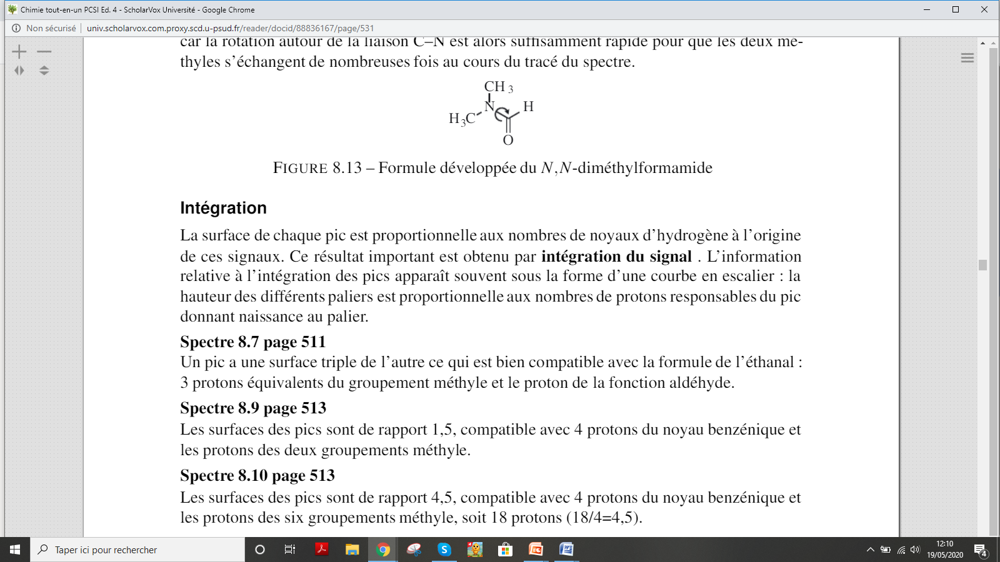 Chimie tout-en-un PCSI Ed. 4 - ScholarVox Université - Google Chrome
Non sécurisé | univ.scholarvox.com.proxy.scd.u-psud.fr/reader/docid/88836167/page/531
car la rotation autour de la liaison C–N est alors suffisamment rapide pour que les deux mé-
thyles s'échangent de nombreuses fois au cours du tracé du spectre.
CH3
N H
H3C
O
FIGURE 8.13 – Formule développée du N,N-diméthylformamide
Intégration
La surface de chaque pic est proportionnelle aux nombres de noyaux d'hydrogène à l'origine
de ces signaux. Ce résultat important est obtenu par intégration du signal . L'information
relative à l'intégration des pics apparaît souvent sous la forme d'une courbe en escalier : la
hauteur des différents paliers est proportionnelle aux nombres de protons responsables du pic
donnant naissance au palier.
Spectre 8.7 page 511
Un pic a une surface triple de l'autre ce qui est bien compatible avec la formule de l'éthanal :
3 protons équivalents du groupement méthyle et le proton de la fonction aldéhyde.
Spectre 8.9 page 513
Les surfaces des pics sont de rapport 1,5, compatible avec 4 protons du noyau benzénique et
les protons des deux groupements méthyle.
Spectre 8.10 page 513
Les surfaces des pics sont de rapport 4,5, compatible avec 4 protons du noyau benzénique et
les protons des six groupements méthyle, soit 18 protons (18/4=4,5).
Taper ici pour rechercher
12:10
19/05/2020
4